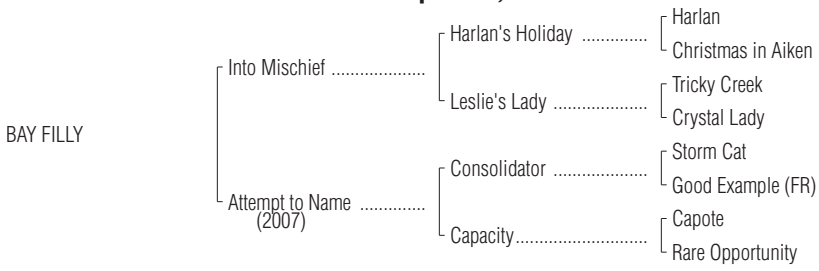 Harlan
Harlan's Holiday ..............
Christmas in Aiken
Into Mischief ....................
Tricky Creek
Leslie's Lady ....................
Crystal Lady
BAY FILLY
Storm Cat
Consolidator ....................
Good Example (FR)
Attempt to Name ..............
(2007)
Capote
Capacity............................
Rare Opportunity